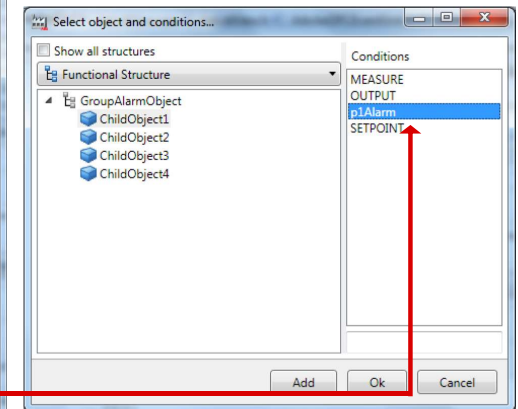 Select object and conditions...
Show all structures
Functional Structure
GroupAlarmObject
ChildObject1
ChildObject2
ChildObject3
ChildObject4
Conditions
MEASURE
OUTPUT
p1Alarm
SETPOINT
Add
Ok
Cancel